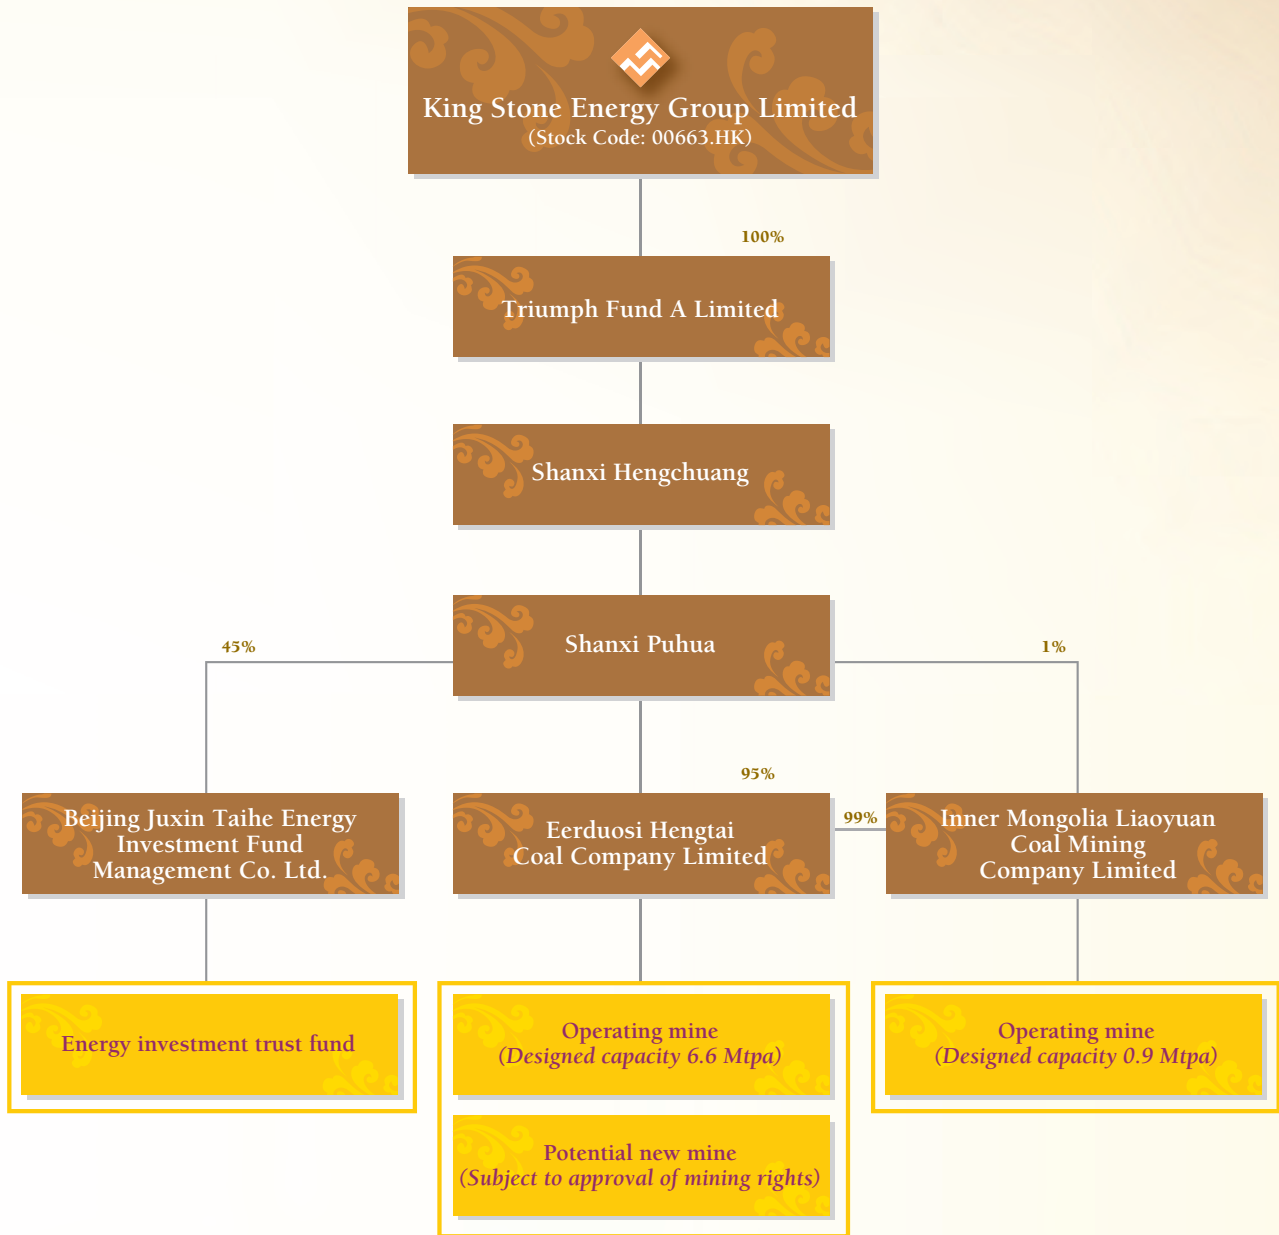 King Stone Energy Group Limited
(Stock Code: 00663.HK)
100%
Triumph Fund A Limited
Shanxi Hengchuang
Shanxi Puhua
45%
1%
95%
99%
Beijing Juxin Taihe Energy
Investment Fund
Management Co. Ltd.
Eerduosi Hengtai
Coal Company Limited
Inner Mongolia Liaoyuan
Coal Mining
Company Limited
Energy investment trust fund
Operating mine
(Designed capacity 6.6 Mtpa)
Potential new mine
(Subject to approval of mining rights)
Operating mine
(Designed capacity 0.9 Mtpa)